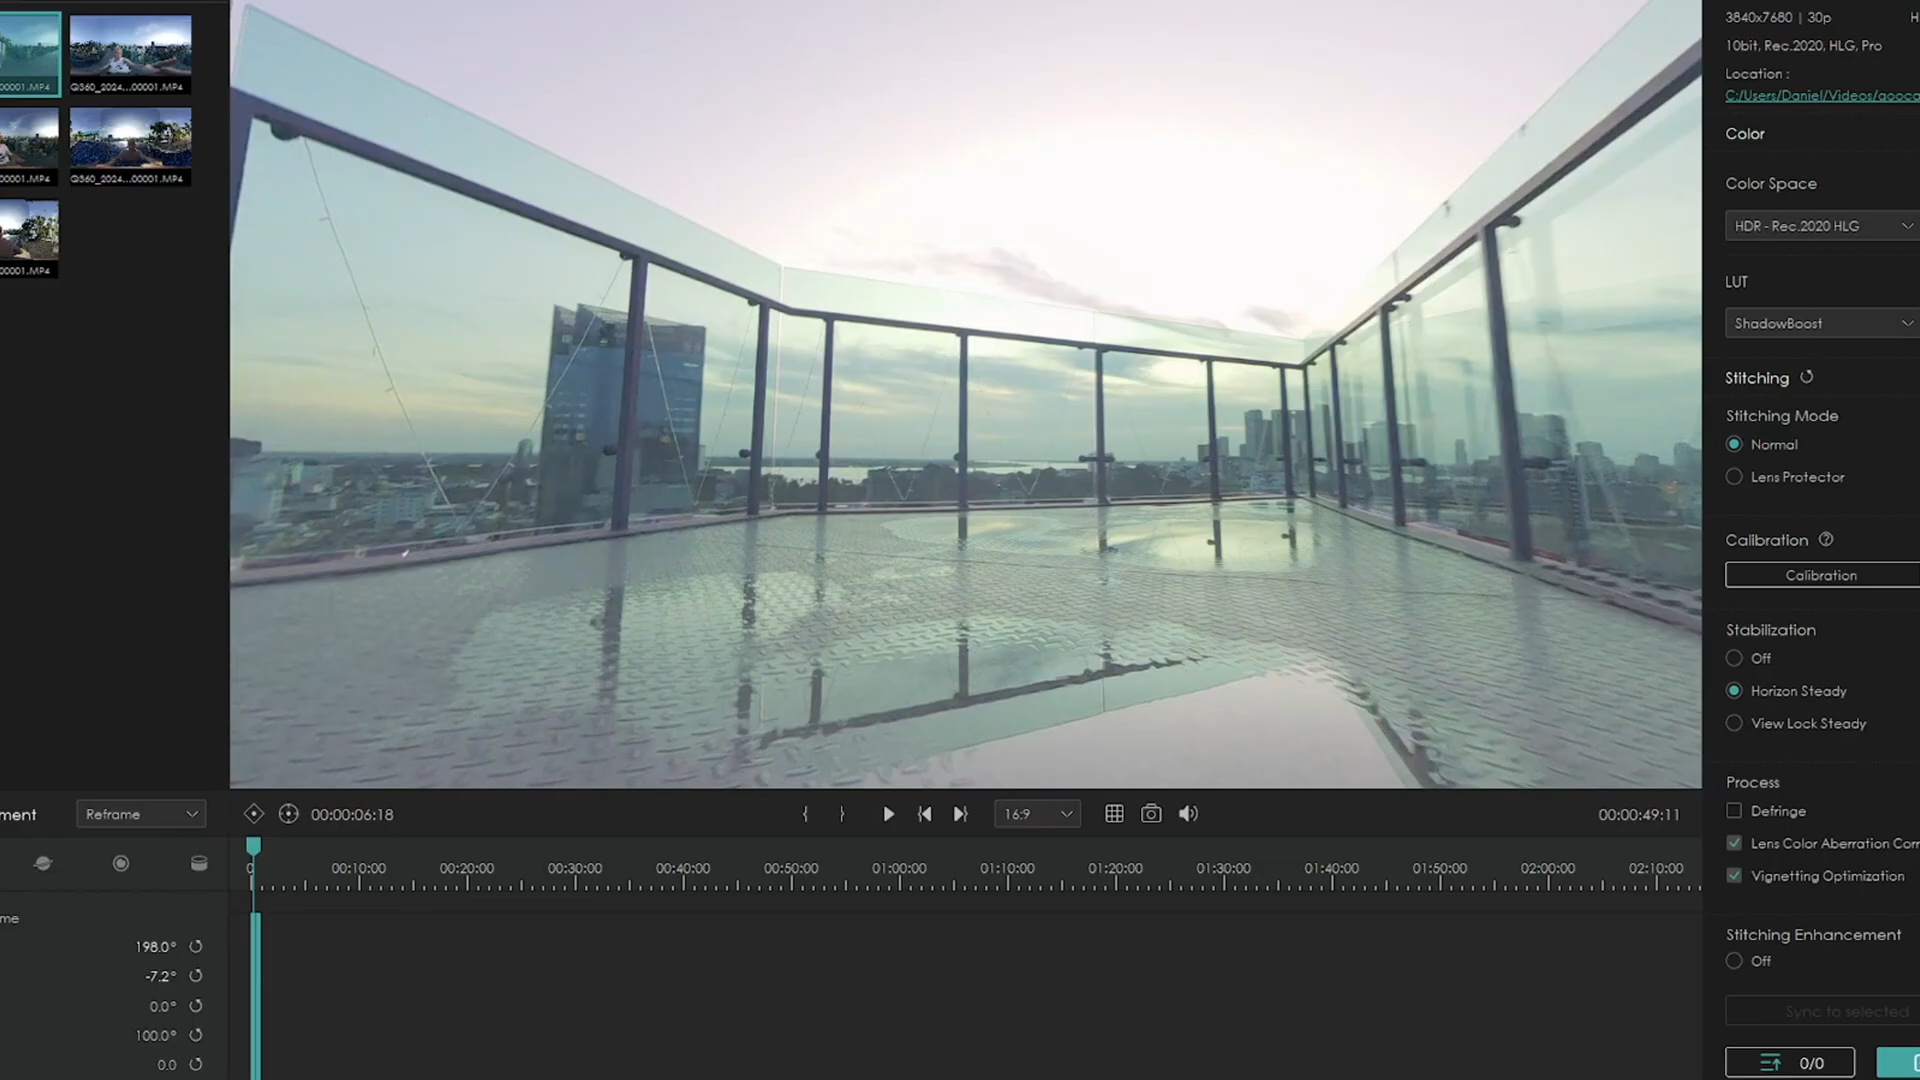 00001.MP4
Q360_2024...00001.MP4
00001.MP4
Q360_2024...00001.MP4
00001.MP4
3840x7680 | 30p
10bit, Rec.2020, HLG, Pro
Location :
C:/Users/Daniel/Videos/qooca
Color
Color Space
HDR - Rec.2020 HLG
LUT
ShadowBoost
Stitching
Stitching Mode
Normal
Lens Protector
Calibration
Calibration
Stabilization
Off
Horizon Steady
View Lock Steady
Process
Defringe
Lens Color Aberration Corr
Vignetting Optimization
Stitching Enhancement
Off
Sync to selected
0/0
ment
Reframe
00:00:06:18
16:9
00:00:49:11
0 00:10:00 00:20:00 00:30:00 00:40:00 00:50:00 01:00:00 01:10:00 01:20:00 01:30:00 01:40:00 01:50:00 02:00:00 02:10:00
me
198.0°
-7.2°
0.0°
100.0°
0.0